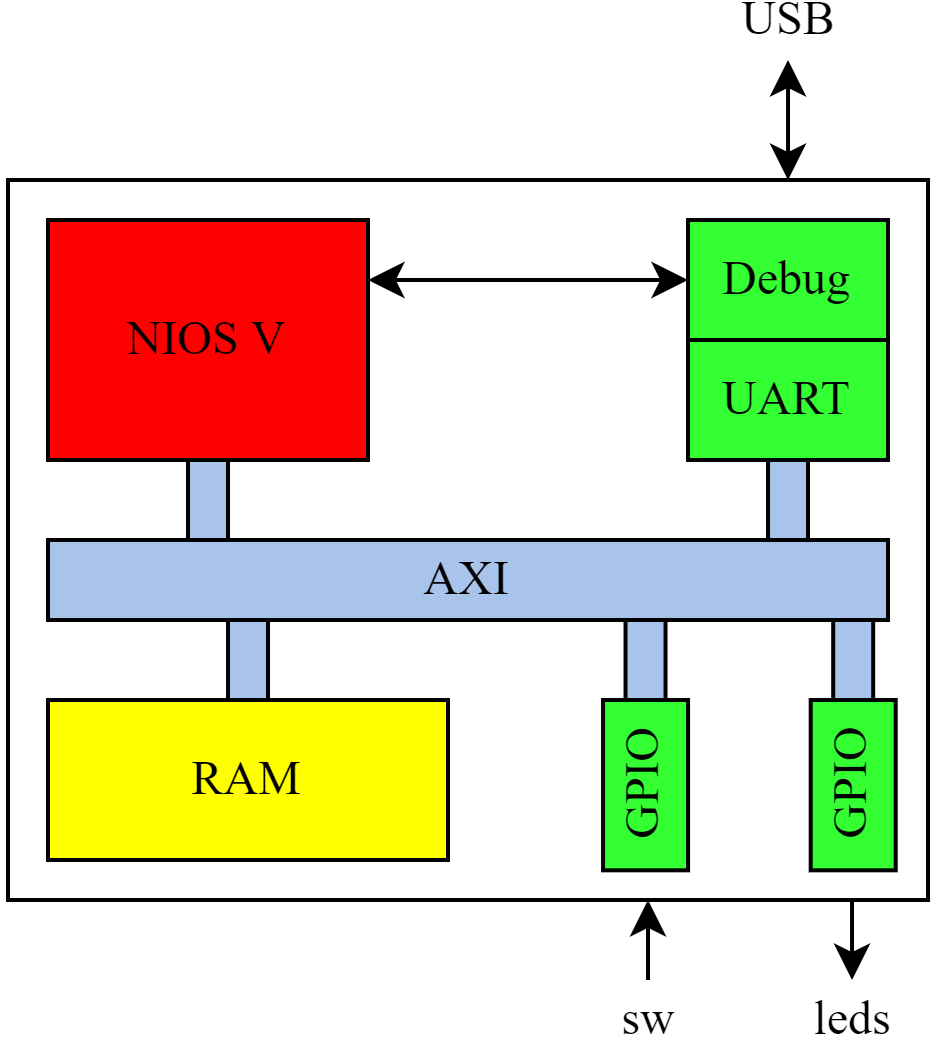 USB
Debug
NIOS V
UART
AXI
RAM
GPIO
GPIO
sw
leds